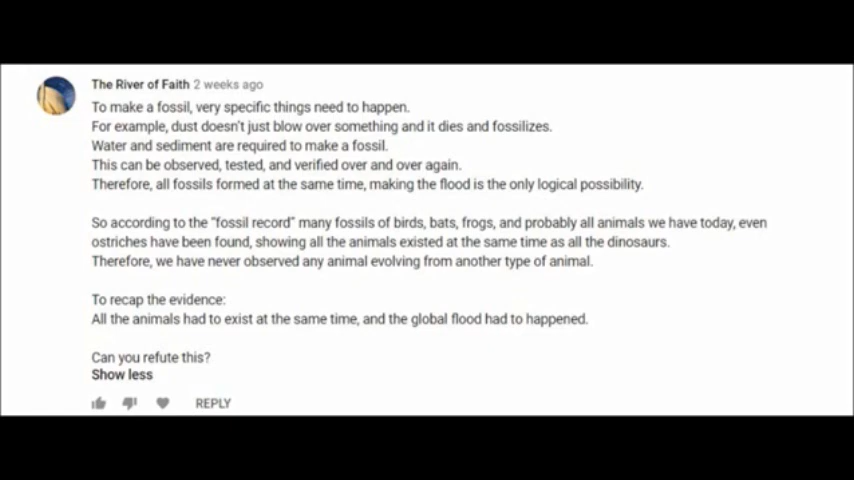 The River of Faith 2 weeks ago
To make a fossil, very specific things need to happen.
For example, dust doesn't just blow over something and it dies and fossilizes.
Water and sediment are required to make a fossil.
This can be observed, tested, and verified over and over again.
Therefore, all fossils formed at the same time, making the flood is the only logical possibility.
So according to the "fossil record" many fossils of birds, bats, frogs, and probably all animals we have today, even
ostriches have been found, showing all the animals existed at the same time as all the dinosaurs.
Therefore, we have never observed any animal evolving from another type of animal.
To recap the evidence:
All the animals had to exist at the same time, and the global flood had to happened.
Can you refute this?
Show less
REPLY